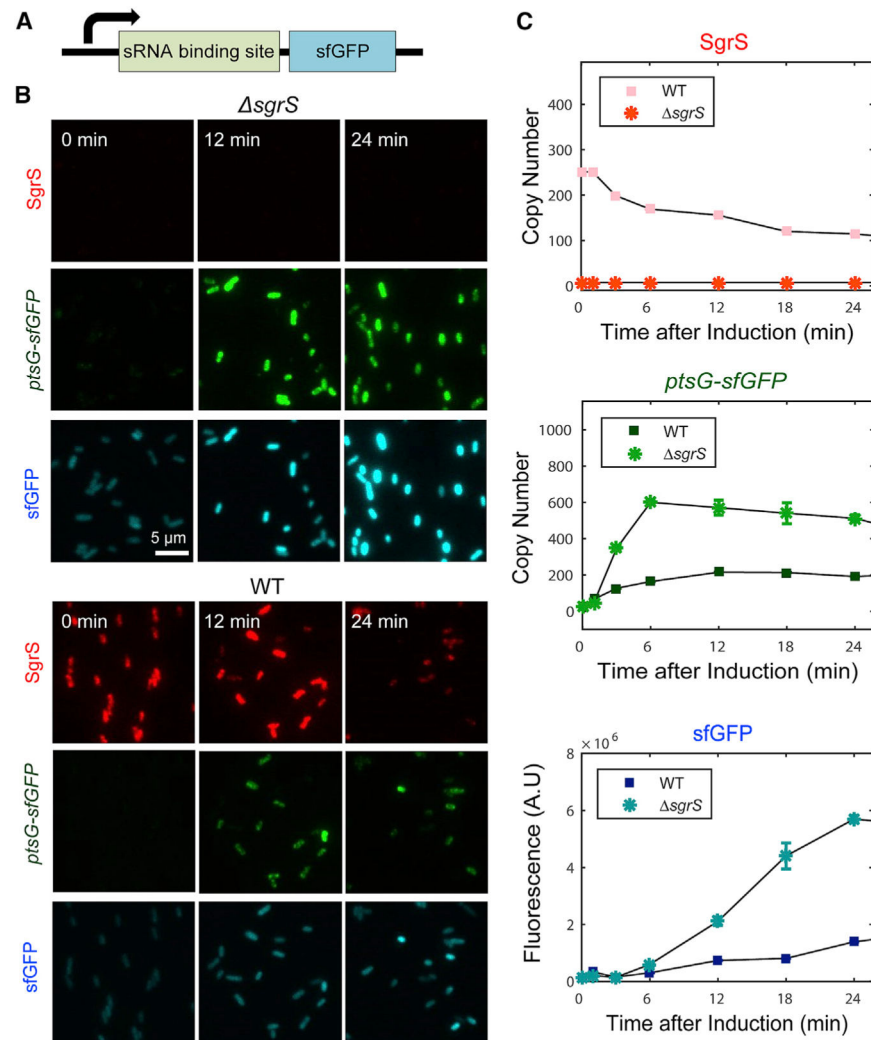 A
sRNA binding site
sfGFP
B
ΔsgrS
0 min
12 min
24 min
SgrS
ptsG-sfGFP
sfGFP
5 μm
WT
0 min
12 min
24 min
SgrS
ptsG-sfGFP
sfGFP
C
SgrS
WT
ΔsgrS
400
300
200
100
0
Copy Number
0 6 12 18 24
Time after Induction (min)
ptsG-sfGFP
WT
ΔsgrS
1000
800
600
400
200
0
Copy Number
0 6 12 18 24
Time after Induction (min)
sfGFP
× 10⁶
WT
ΔsgrS
8
6
4
2
0
Fluorescence (A.U)
0 6 12 18 24
Time after Induction (min)